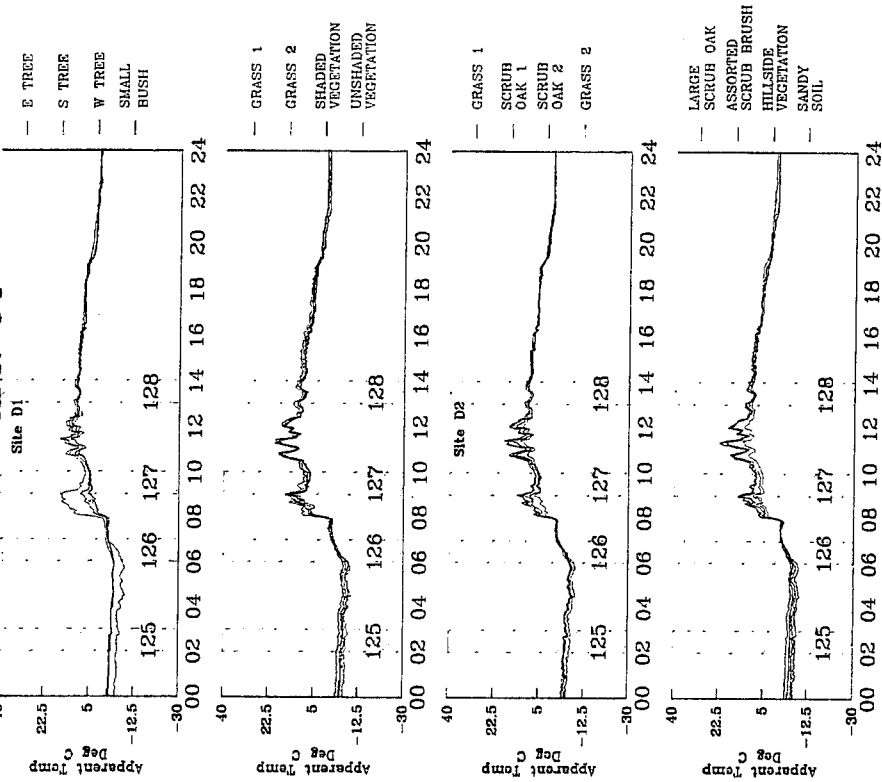 Site D1
40
22.5
5
-12.5
-30
Apparent Temp
Deg C
125
126
127
128
00 02 04 06 08 10 12 14 16 18 20 22 24
E TREE
S TREE
W TREE
SMALL
BUSH
40
22.5
5
-12.5
-30
Apparent Temp
Deg C
125
126
127
128
00 02 04 06 08 10 12 14 16 18 20 22 24
GRASS 1
GRASS 2
SHADED
VEGETATION
UNSHADED
VEGETATION
Site D2
40
22.5
5
-12.5
-30
Apparent Temp
Deg C
125
126
127
128
00 02 04 06 08 10 12 14 16 18 20 22 24
GRASS 1
SCRUB
OAK 1
SCRUB
OAK 2
GRASS 2
40
22.5
5
-12.5
-30
Apparent Temp
Deg C
125
126
127
128
00 02 04 06 08 10 12 14 16 18 20 22 24
LARGE
SCRUB OAK
ASSORTED
SCRUB BRUSH
HILLSIDE
VEGETATION
SANDY
SOIL